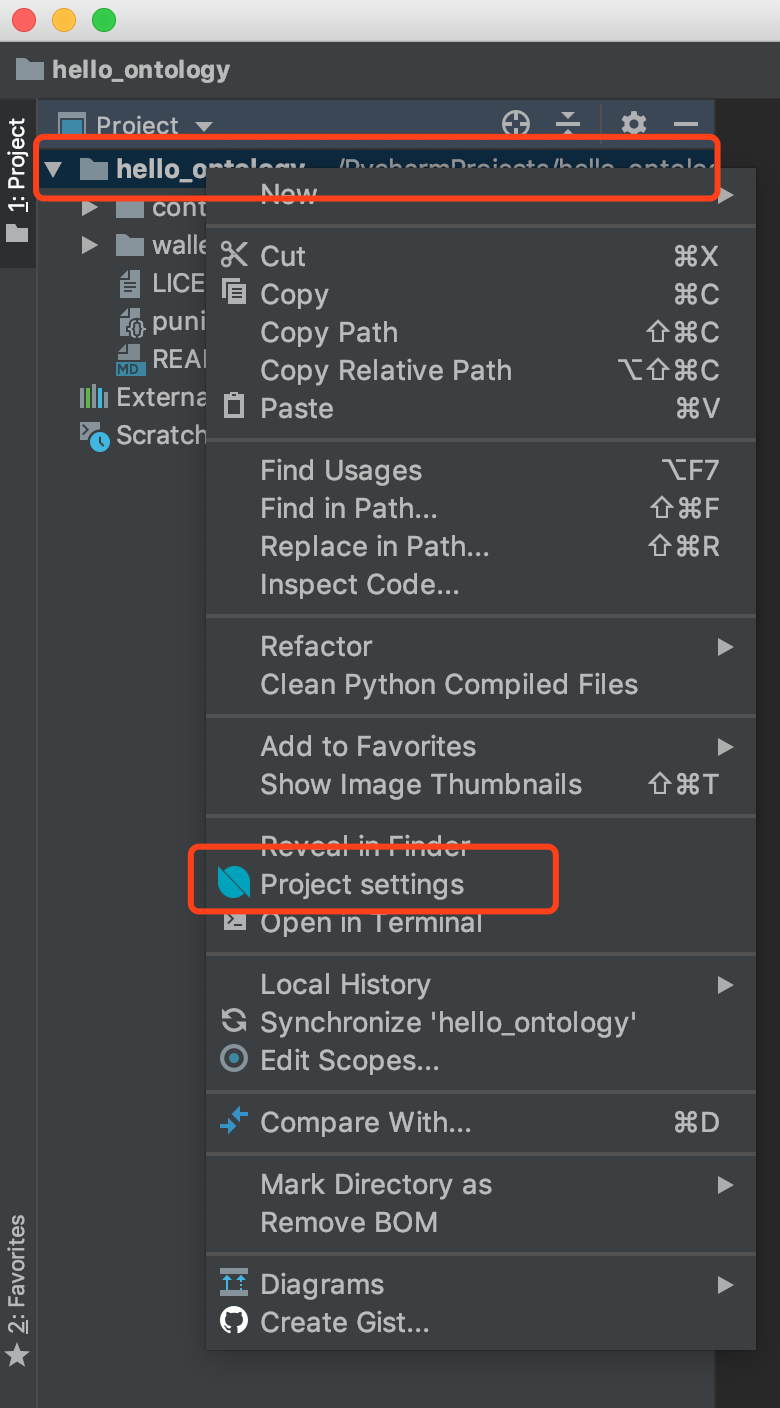 hello_ontology
Project
1: Project
hello_ontology ~/PycharmProjects/hello_ontolog
New
cont
walle
LICE
puni
REA
Externa
Scratch
Cut ⌘X
Copy ⌘C
Copy Path ⇧⌘C
Copy Relative Path ⌥⇧⌘C
Paste ⌘V
Find Usages ⌥F7
Find in Path... ⇧⌘F
Replace in Path... ⇧⌘R
Inspect Code...
Refactor
Clean Python Compiled Files
Add to Favorites
Show Image Thumbnails ⇧⌘T
Reveal in Finder
Project settings
Open in Terminal
Local History
Synchronize 'hello_ontology'
Edit Scopes...
Compare With... ⌘D
Mark Directory as
Remove BOM
Diagrams
Create Gist...
2: Favorites
MD